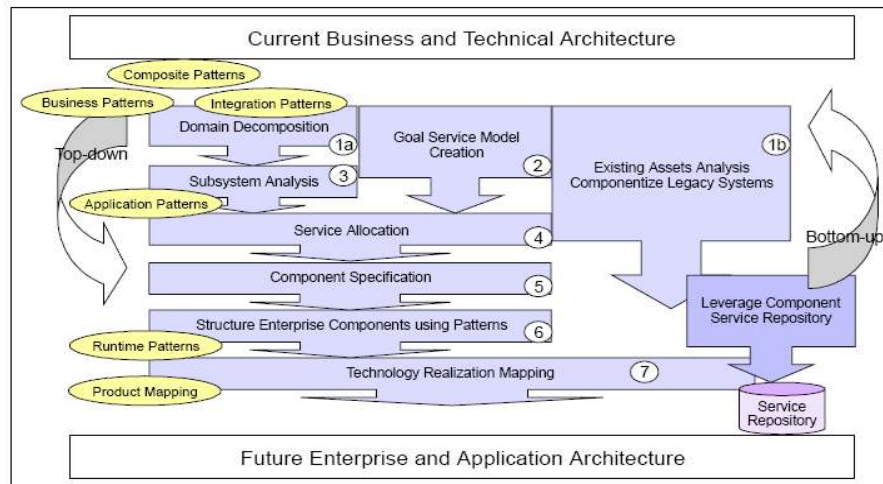 Current Business and Technical Architecture
Composite Patterns
Business Patterns
Integration Patterns
Domain Decomposition
1a
Goal Service Model
Creation
2
1b
Existing Assets Analysis
Componentize Legacy Systems
Top-down
Subsystem Analysis
3
Application Patterns
Service Allocation
4
Bottom-up
Component Specification
5
Leverage Component
Service Repository
Structure Enterprise Components using Patterns
6
Runtime Patterns
Technology Realization Mapping
7
Product Mapping
Service
Repository
Future Enterprise and Application Architecture